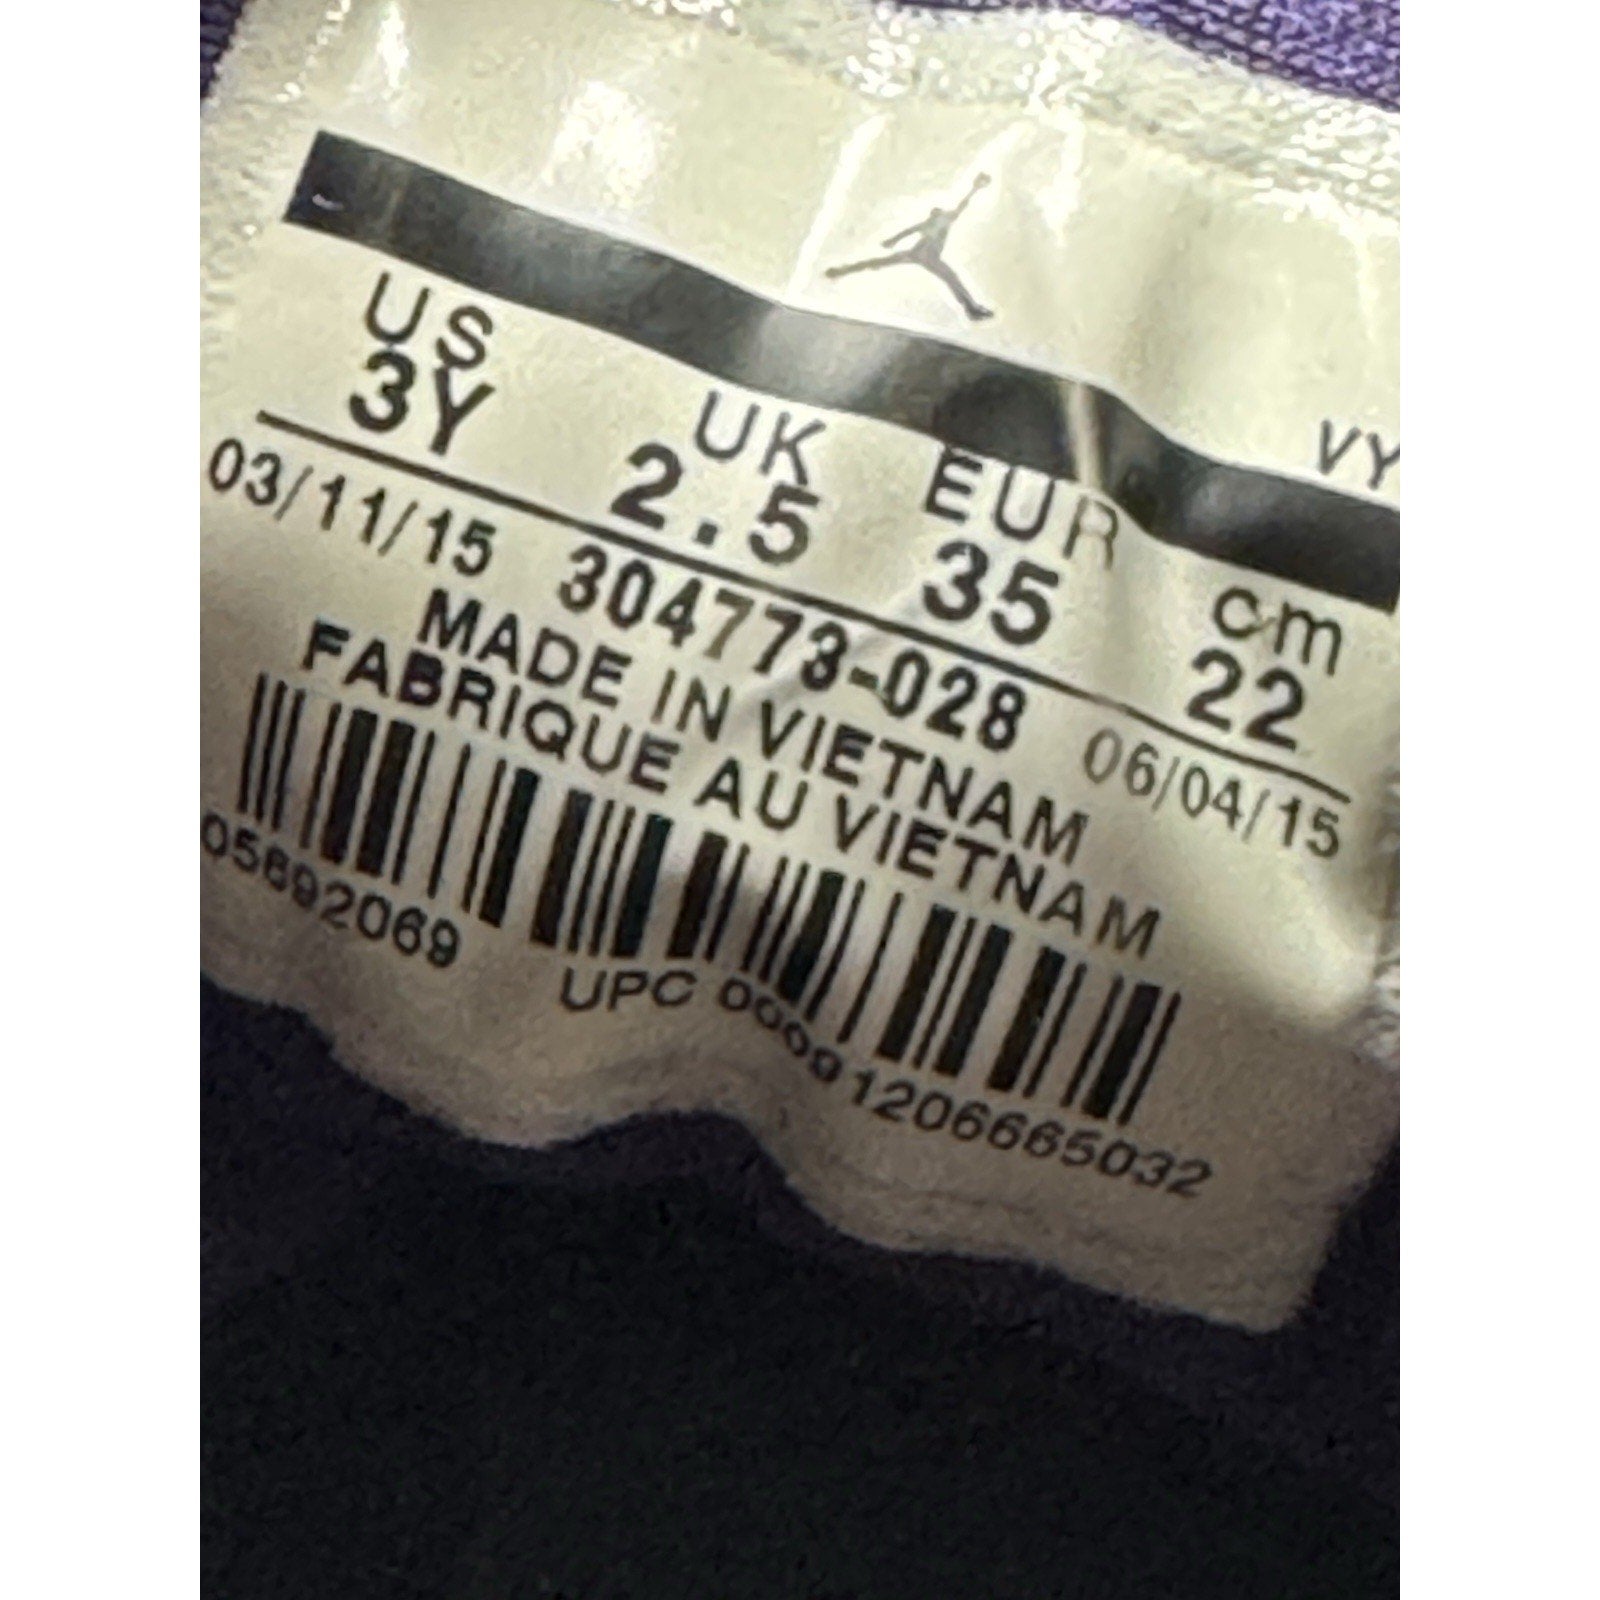 VY
US UK EUR cm
3Y 2.5 35 22
03/11/15 304773-028 06/04/15
MADE IN VIETNAM
FABRIQUE AU VIETNAM
05692069
UPC 00091206665032